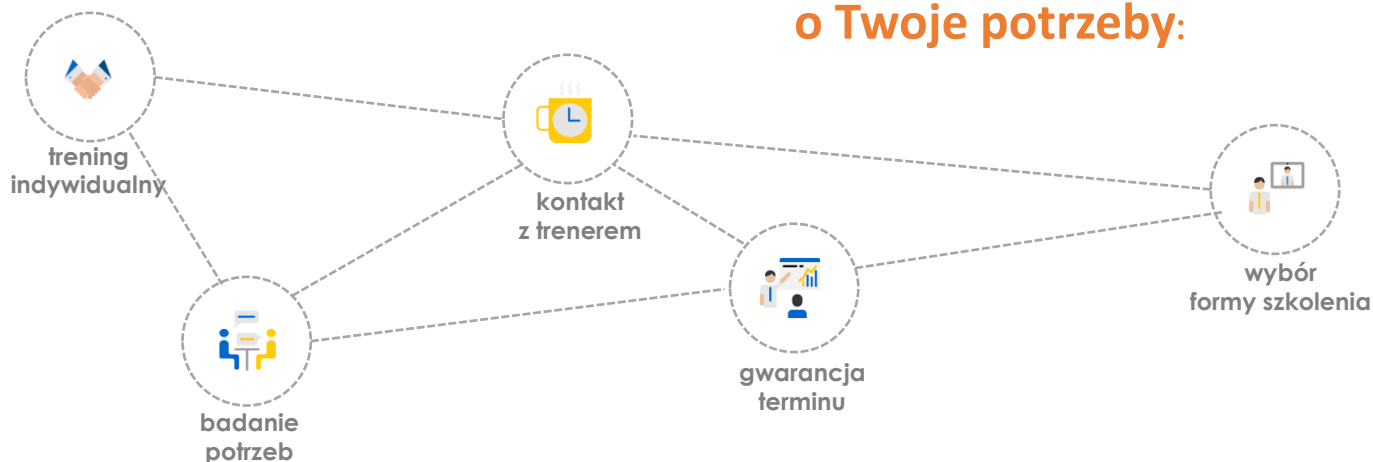 o Twoje potrzeby:
trening
indywidualny
kontakt
z trenerem
wybór
formy szkolenia
gwarancja
terminu
badanie
potrzeb